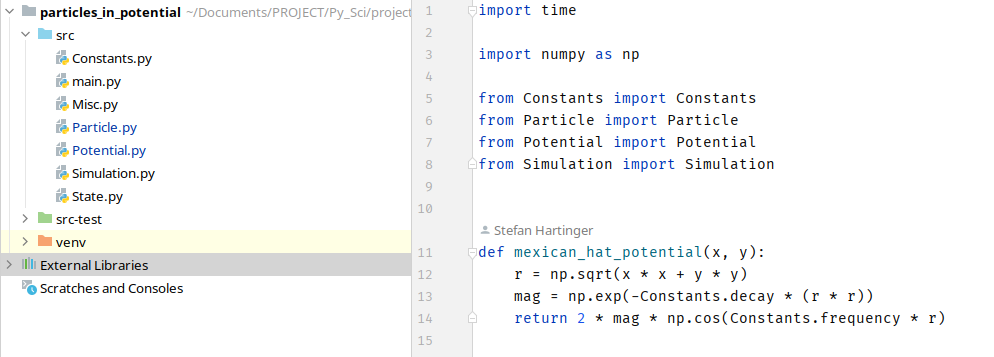 particles_in_potential ~/Documents/PROJECT/Py_Sci/project
src
Constants.py
main.py
Misc.py
Particle.py
Potential.py
Simulation.py
State.py
src-test
venv
External Libraries
Scratches and Consoles
1 import time
2
3 import numpy as np
4
5 from Constants import Constants
6 from Particle import Particle
7 from Potential import Potential
8 from Simulation import Simulation
9
10
Stefan Hartinger
11 def mexican_hat_potential(x, y):
12     r = np.sqrt(x * x + y * y)
13     mag = np.exp(-Constants.decay * (r * r))
14     return 2 * mag * np.cos(Constants.frequency * r)
15